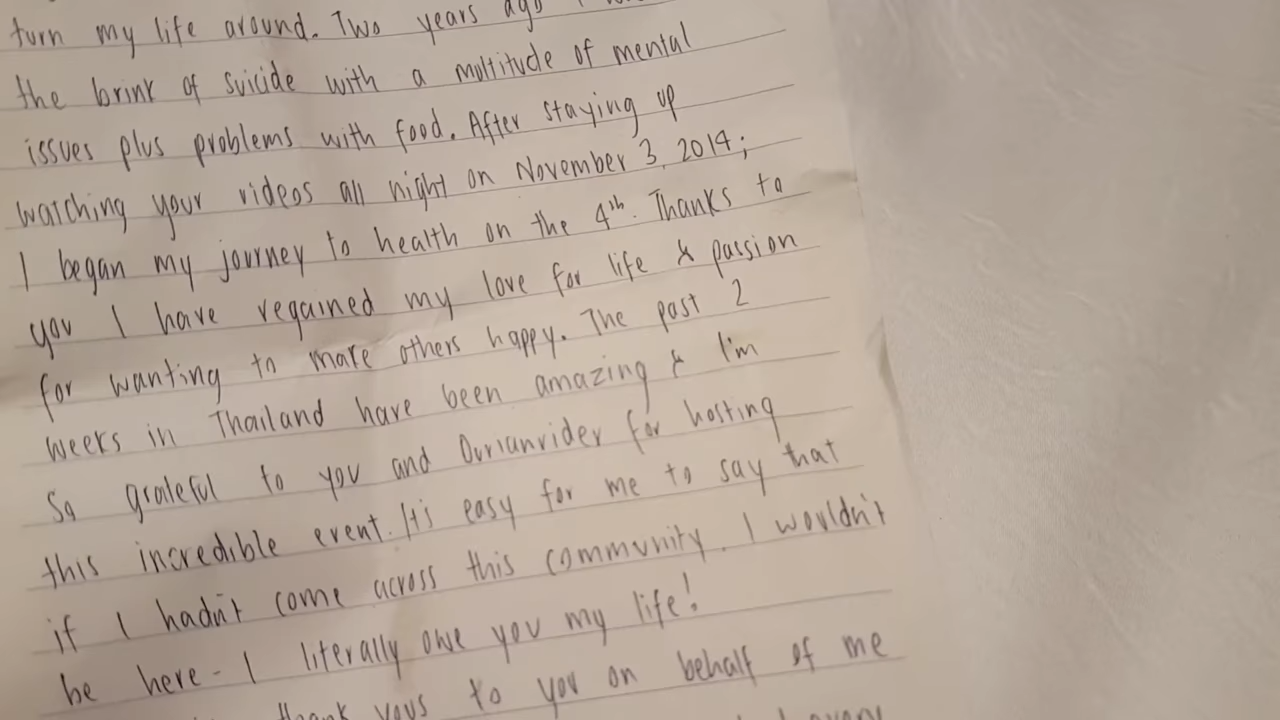 turn my life around. Two years ago I
the brink of suicide with a moltitude of mental
issues plus problems with food. After staying up
watching your videos all night on November 3, 2014;
I began my journey to health on the 4th. Thanks to
you I have regained my love for life & passion
for wanting to make others happy. The past 2
weeks in Thailand have been amazing & I'm
so grateful to you and Durianrider for hosting
this incredible event. It's easy for me to say that
if I hadn't come across this community, I wouldn't
be here - I literally owe you my life!
thank yous to you on behalf of me
every